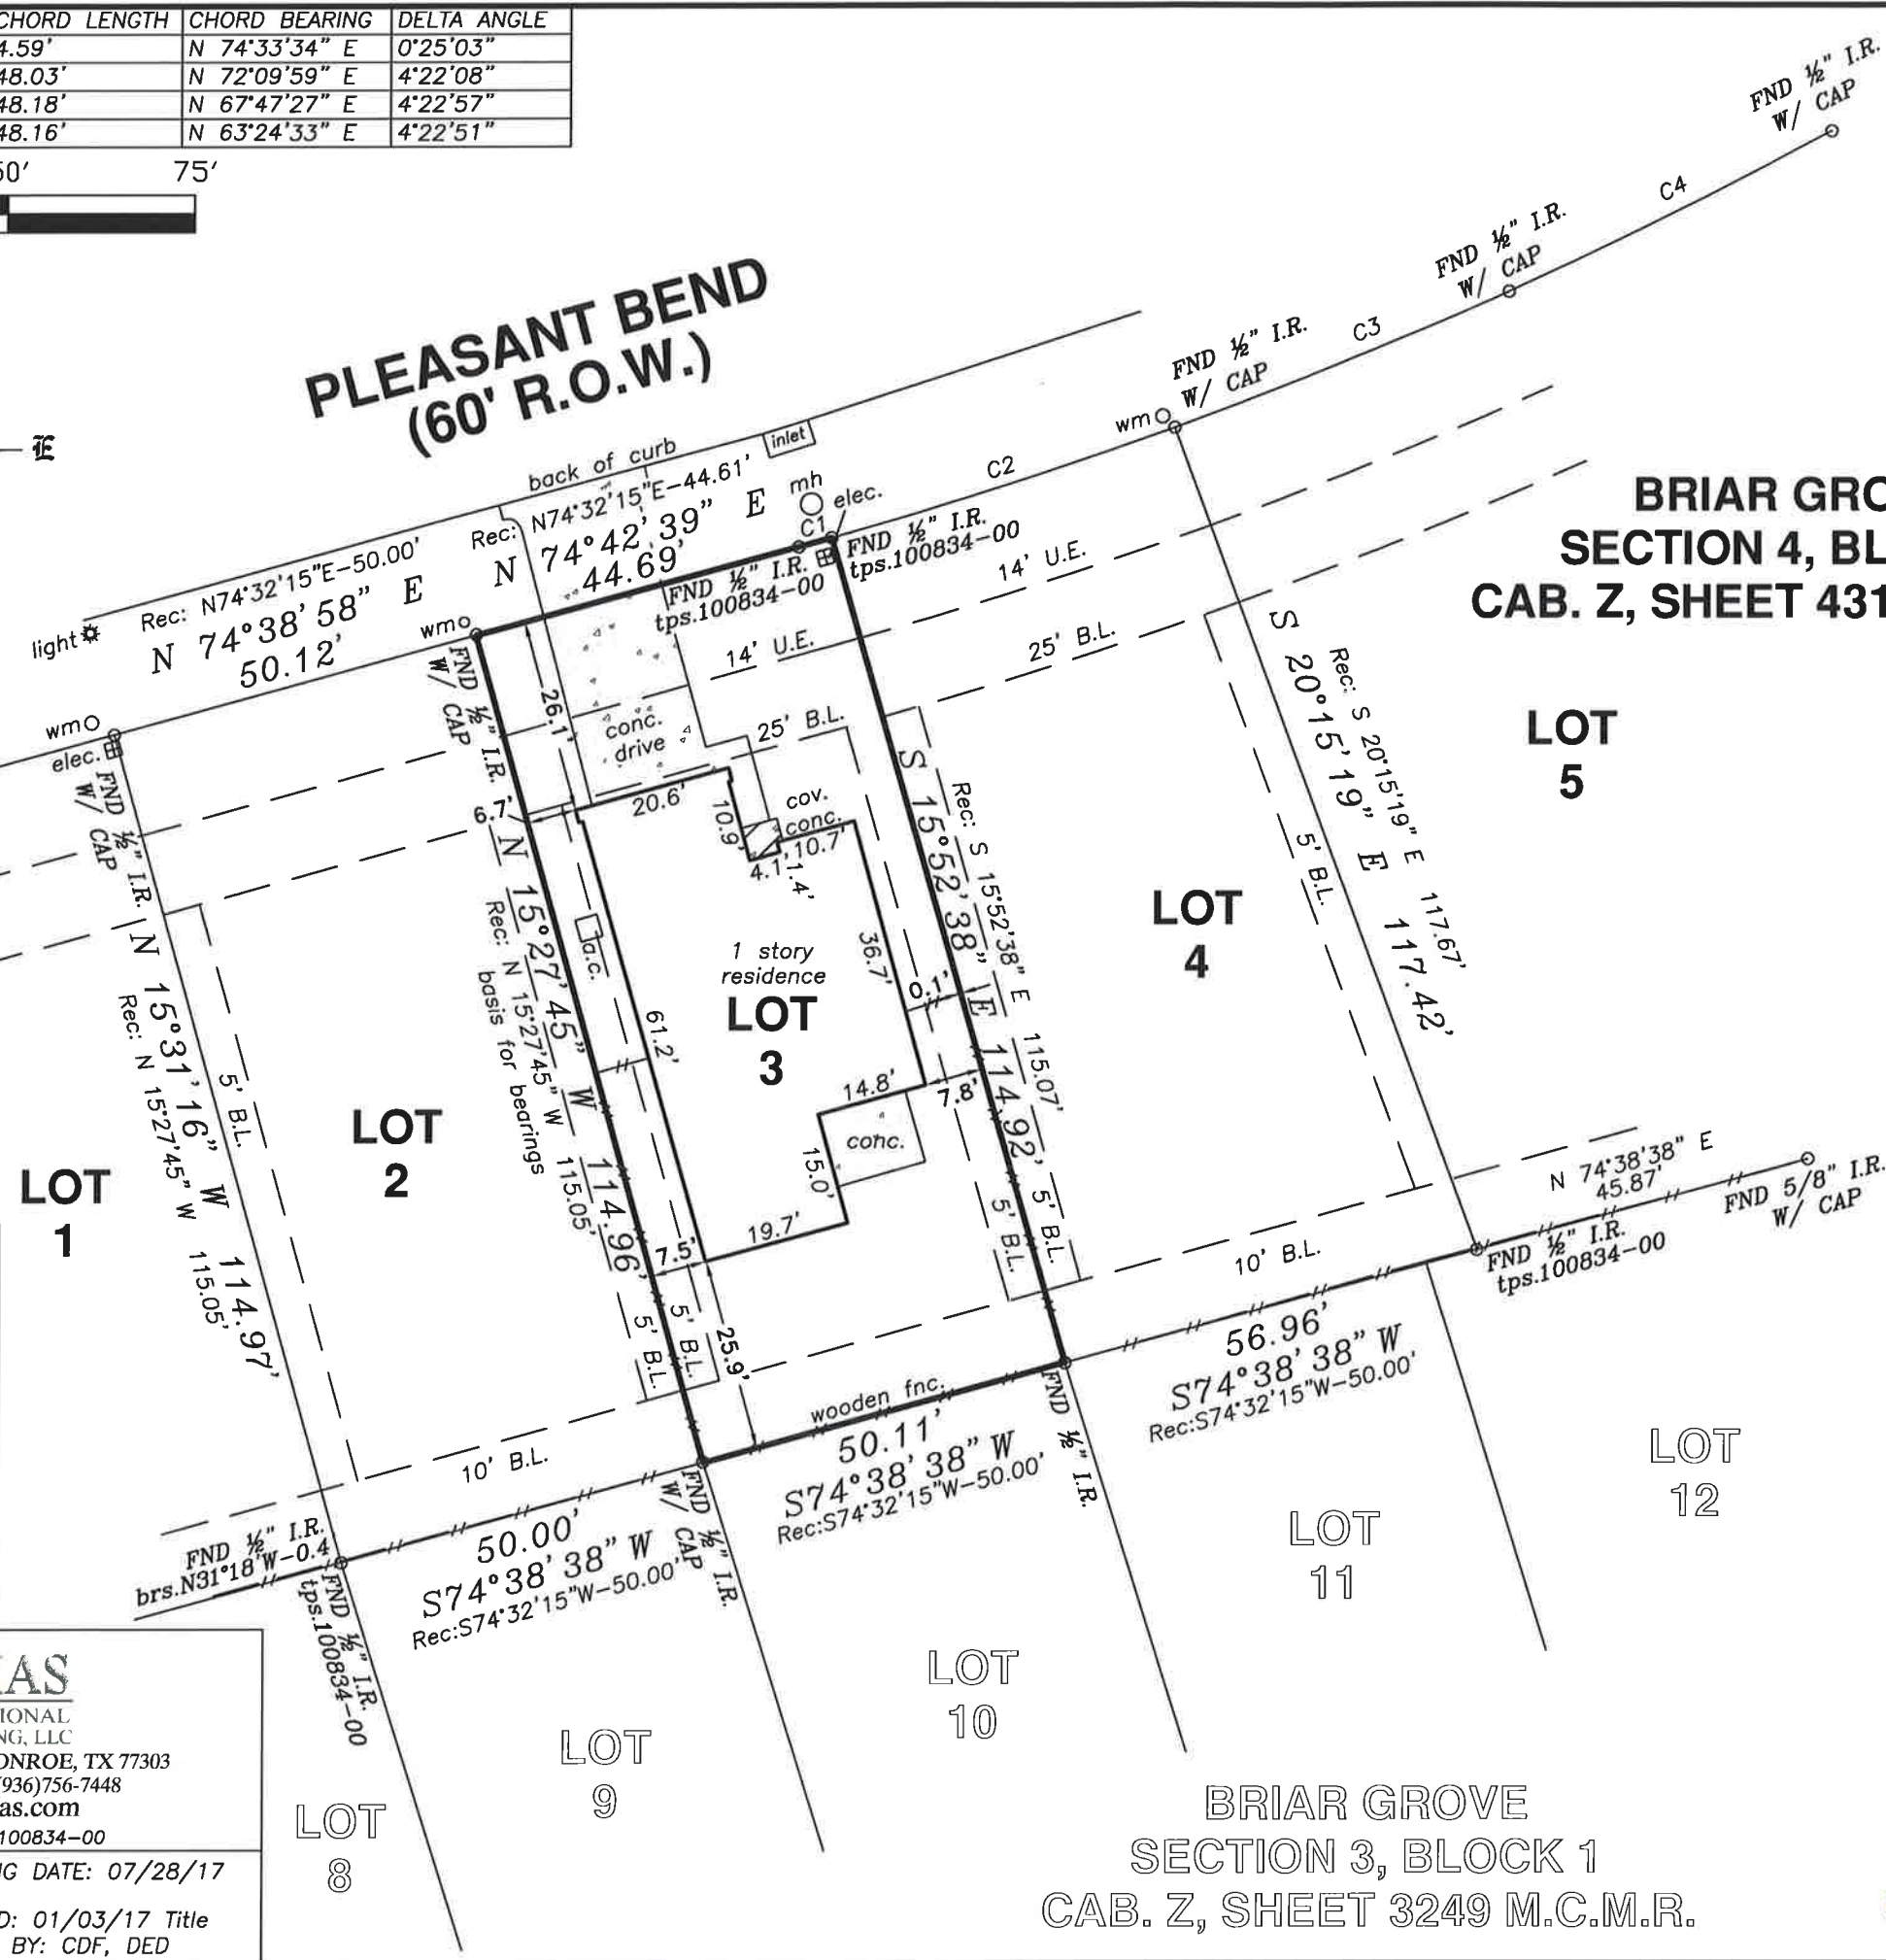 CHORD LENGTH CHORD BEARING DELTA ANGLE
4.59' N 74°33'34" E 0°25'03"
48.03' N 72°09'59" E 4°22'08"
48.18' N 67°47'27" E 4°22'57"
48.16' N 63°24'33" E 4°22'51"
75'
E
PLEASANT BEND
(60' R.O.W.)
FND ½" I.R.
W/ CAP
C4
FND ½" I.R.
W/ CAP
C3
FND ½" I.R.
W/ CAP
wm
C2
back of curb
inlet
mh
elec.
C1
Rec: N74°32'15"E-44.61'
N 74°42'39" E
44.69'
Rec: N74°32'15"E-50.00'
N 74°38'58" E
50.12'
light
wm
wm
elec.
FND ½" I.R.
tps.100834-00
FND ½" I.R.
tps.100834-00
FND ½" I.R.
W/ CAP
FND ½" I.R.
W/ CAP
14' U.E.
14' U.E.
25' B.L.
25' B.L.
BRIAR GRO
SECTION 4, BL
CAB. Z, SHEET 431
LOT
5
S 20°15'19" E 117.42'
Rec: S 20°15'19" E 117.67'
5' B.L.
26.1'
conc.
drive
6.7'
20.6'
10.9'
cov.
conc.
10.7'
4.1'
1.4'
36.7'
a.c.
1 story
residence
LOT
3
61.2'
0.1'
14.8'
7.8'
conc.
15.0'
19.7'
7.5'
25.9'
S 15°52'38" E 114.92'
Rec: S 15°52'38" E 115.07'
N 15°27'45" W 114.96'
Rec: N 15°27'45" W 115.05'
basis for bearings
N 15°31'16" W 114.97'
Rec: N 15°27'45" W 115.05'
5' B.L.
5' B.L.
5' B.L.
5' B.L.
5' B.L.
LOT
4
LOT
2
LOT
1
N 74°38'38" E
45.87'
FND 5/8" I.R.
W/ CAP
FND ½" I.R.
tps.100834-00
10' B.L.
10' B.L.
56.96'
S74°38'38" W
Rec:S74°32'15"W-50.00'
wooden fnc.
50.11'
S74°38'38" W
Rec:S74°32'15"W-50.00'
FND ½" I.R.
FND ½" I.R.
W/ CAP
50.00'
S74°38'38" W
Rec:S74°32'15"W-50.00'
FND ½" I.R.
brs.N31°18'W-0.4
FND ½" I.R.
tps.100834-00
LOT
12
LOT
11
LOT
10
LOT
9
LOT
8
BRIAR GROVE
SECTION 3, BLOCK 1
CAB. Z, SHEET 3249 M.C.M.R.
NG, LLC
ONROE, TX 77303
(936)756-7448
as.com
100834-00
G DATE: 07/28/17
D: 01/03/17 Title
BY: CDF, DED